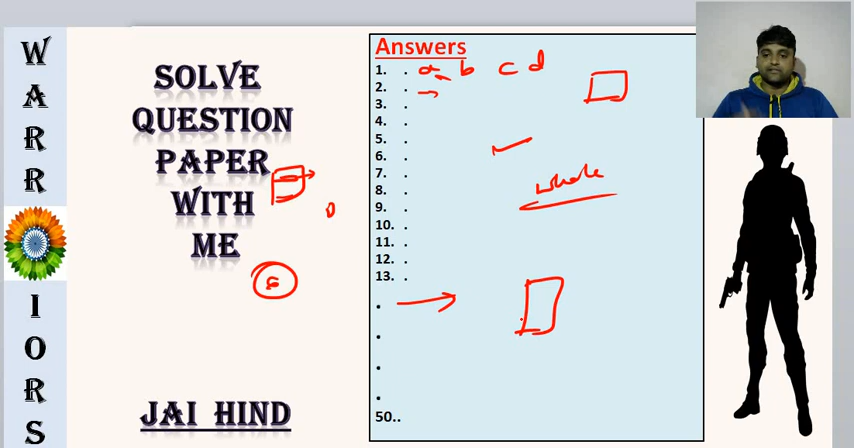 W
A
R
R
I
O
R
S
SOLVE
QUESTION
PAPER
WITH
ME
JAI HIND
Answers
1. . a b c d
2. .
3. .
4. .
5. .
6. .
7. .
8. .
9. .
10. .
11. .
12. .
13. .
.
.
.
.
50..
whole